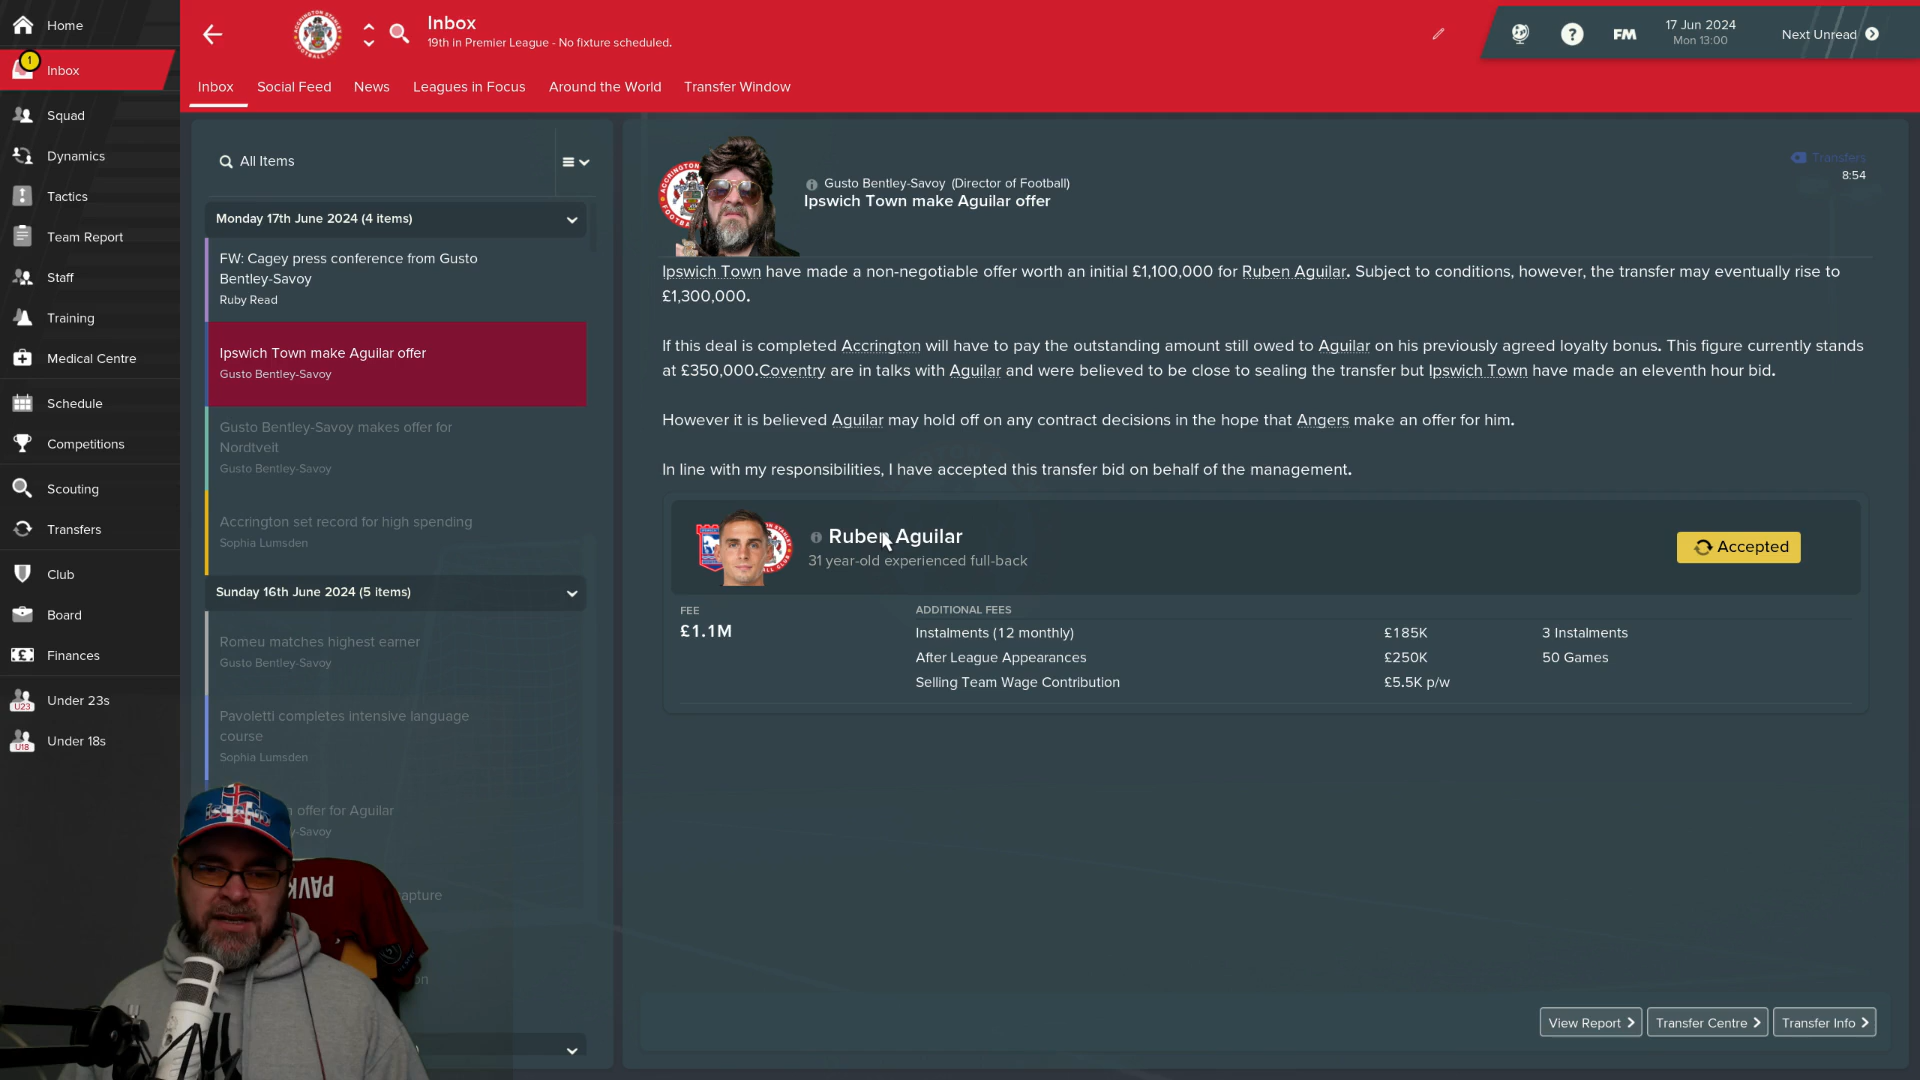 Home
1
Inbox
Squad
Dynamics
Tactics
Team Report
Staff
Training
Medical Centre
Schedule
Competitions
Scouting
Transfers
Club
Board
Finances
U23
Under 23s
U18
Under 18s
Inbox
19th in Premier League - No fixture scheduled.
FM
17 Jun 2024
Mon 13:00
Next Unread
Inbox
Social Feed
News
Leagues in Focus
Around the World
Transfer Window
All Items
Monday 17th June 2024 (4 items)
FW: Cagey press conference from Gusto
Bentley-Savoy
Ruby Read
Ipswich Town make Aguilar offer
Gusto Bentley-Savoy
Gusto Bentley-Savoy makes offer for
Nordtveit
Gusto Bentley-Savoy
Accrington set record for high spending
Sophia Lumsden
Sunday 16th June 2024 (5 items)
Romeu matches highest earner
Gusto Bentley-Savoy
Pavoletti completes intensive language
course
Sophia Lumsden
offer for Aguilar
-Savoy
apture
on
Transfers
8:54
Gusto Bentley-Savoy (Director of Football)
Ipswich Town make Aguilar offer
Ipswich Town have made a non-negotiable offer worth an initial £1,100,000 for Ruben Aguilar. Subject to conditions, however, the transfer may eventually rise to
£1,300,000.
If this deal is completed Accrington will have to pay the outstanding amount still owed to Aguilar on his previously agreed loyalty bonus. This figure currently stands
at £350,000.Coventry are in talks with Aguilar and were believed to be close to sealing the transfer but Ipswich Town have made an eleventh hour bid.
However it is believed Aguilar may hold off on any contract decisions in the hope that Angers make an offer for him.
In line with my responsibilities, I have accepted this transfer bid on behalf of the management.
Ruben Aguilar
31 year-old experienced full-back
Accepted
FEE
£1.1M
ADDITIONAL FEES
Instalments (12 monthly) £185K 3 Instalments
After League Appearances £250K 50 Games
Selling Team Wage Contribution £5.5K p/w
View Report
Transfer Centre
Transfer Info